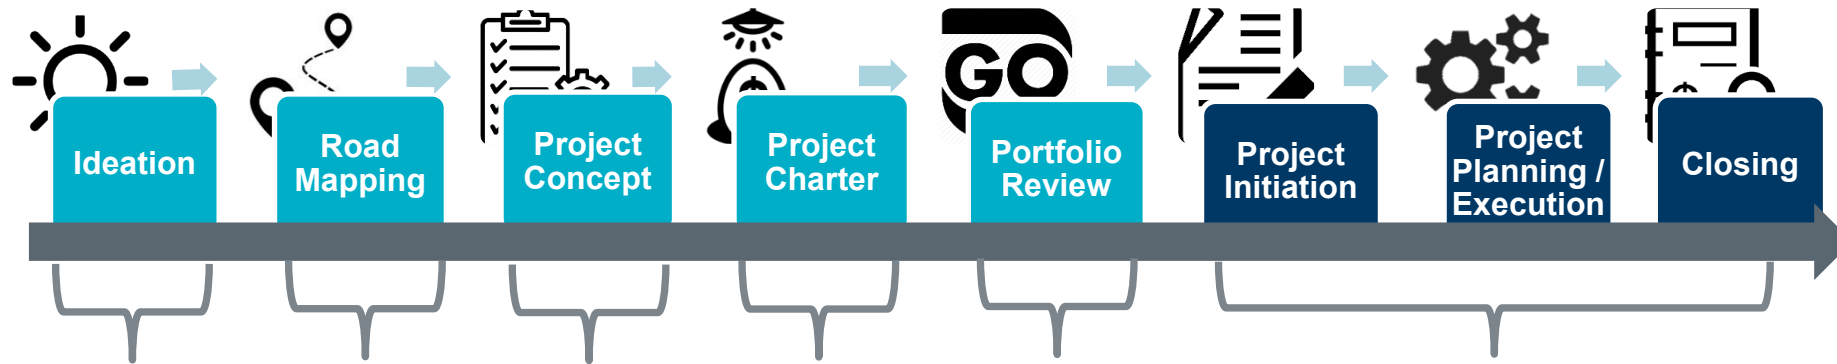 GO
Ideation
Road
Mapping
Project
Concept
Project
Charter
Portfolio
Review
Project
Initiation
Project
Planning /
Execution
Closing